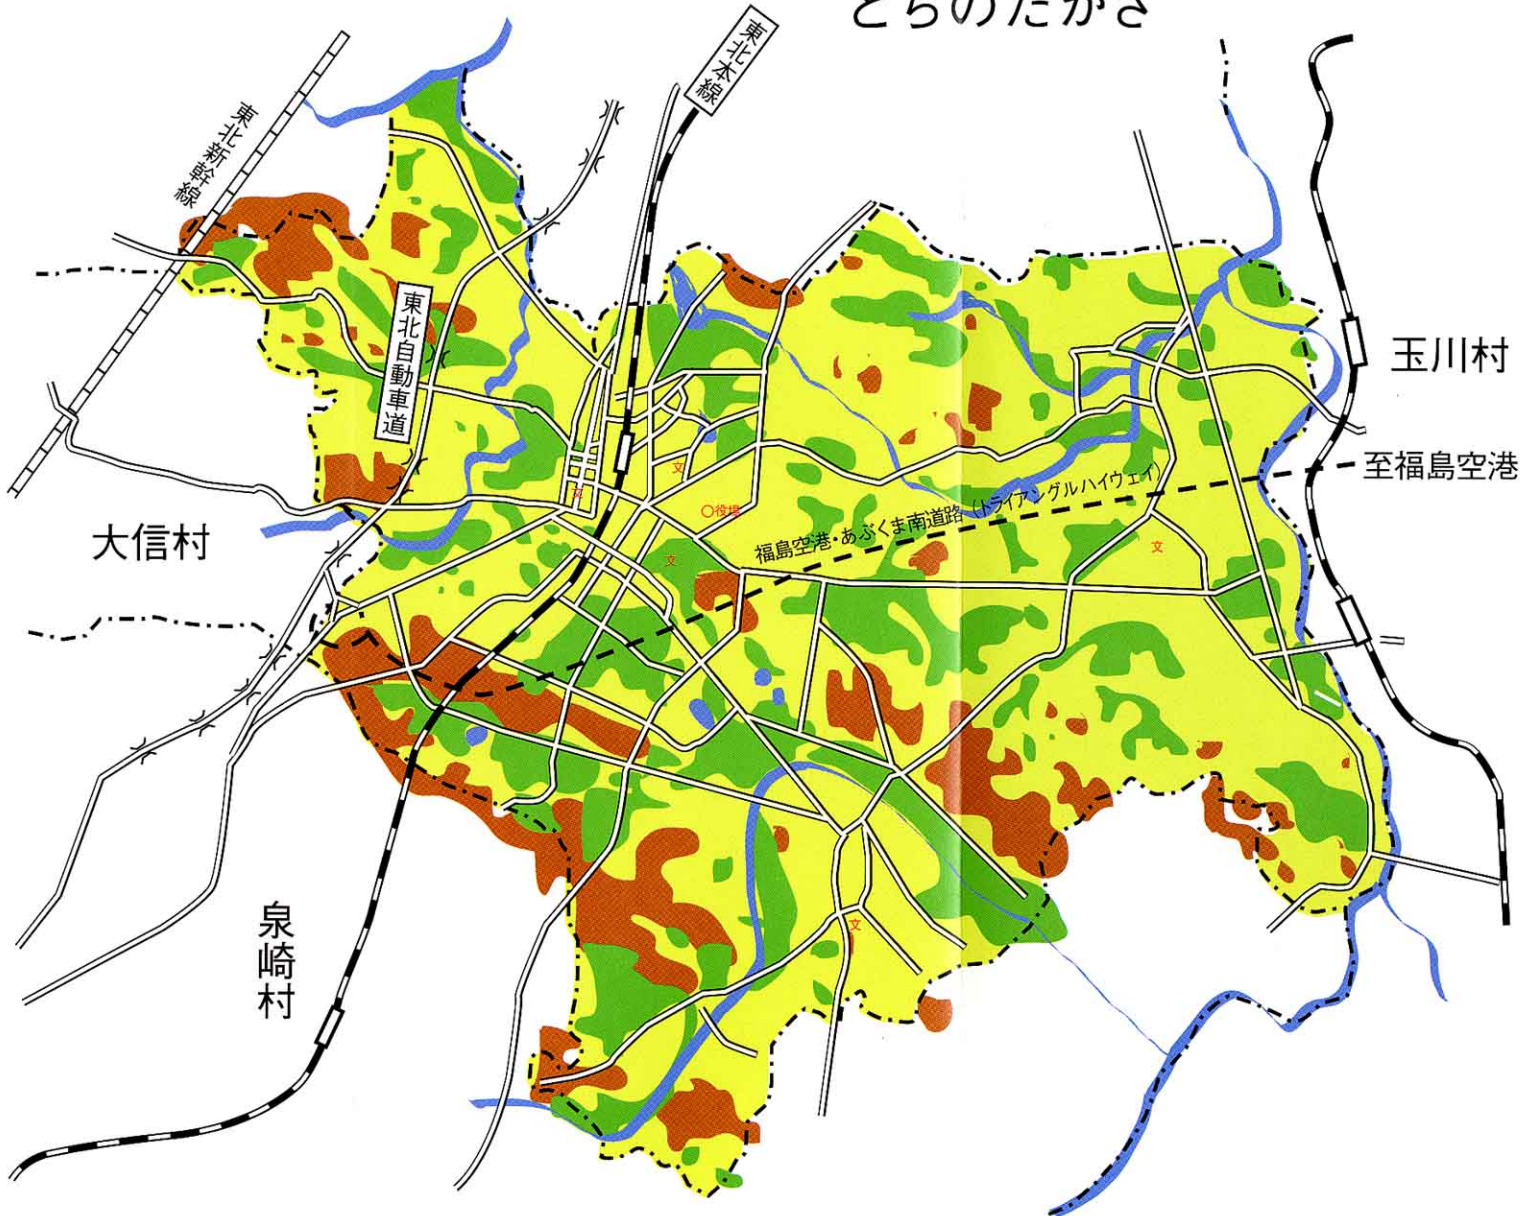 とちのたかさ
東北本線
東北新幹線
東北自動車道
玉川村
至福島空港
文
文
〇役場
福島空港・あぶくま南道路(トライアングルハイウェイ)
大信村
文
文
泉崎村
文